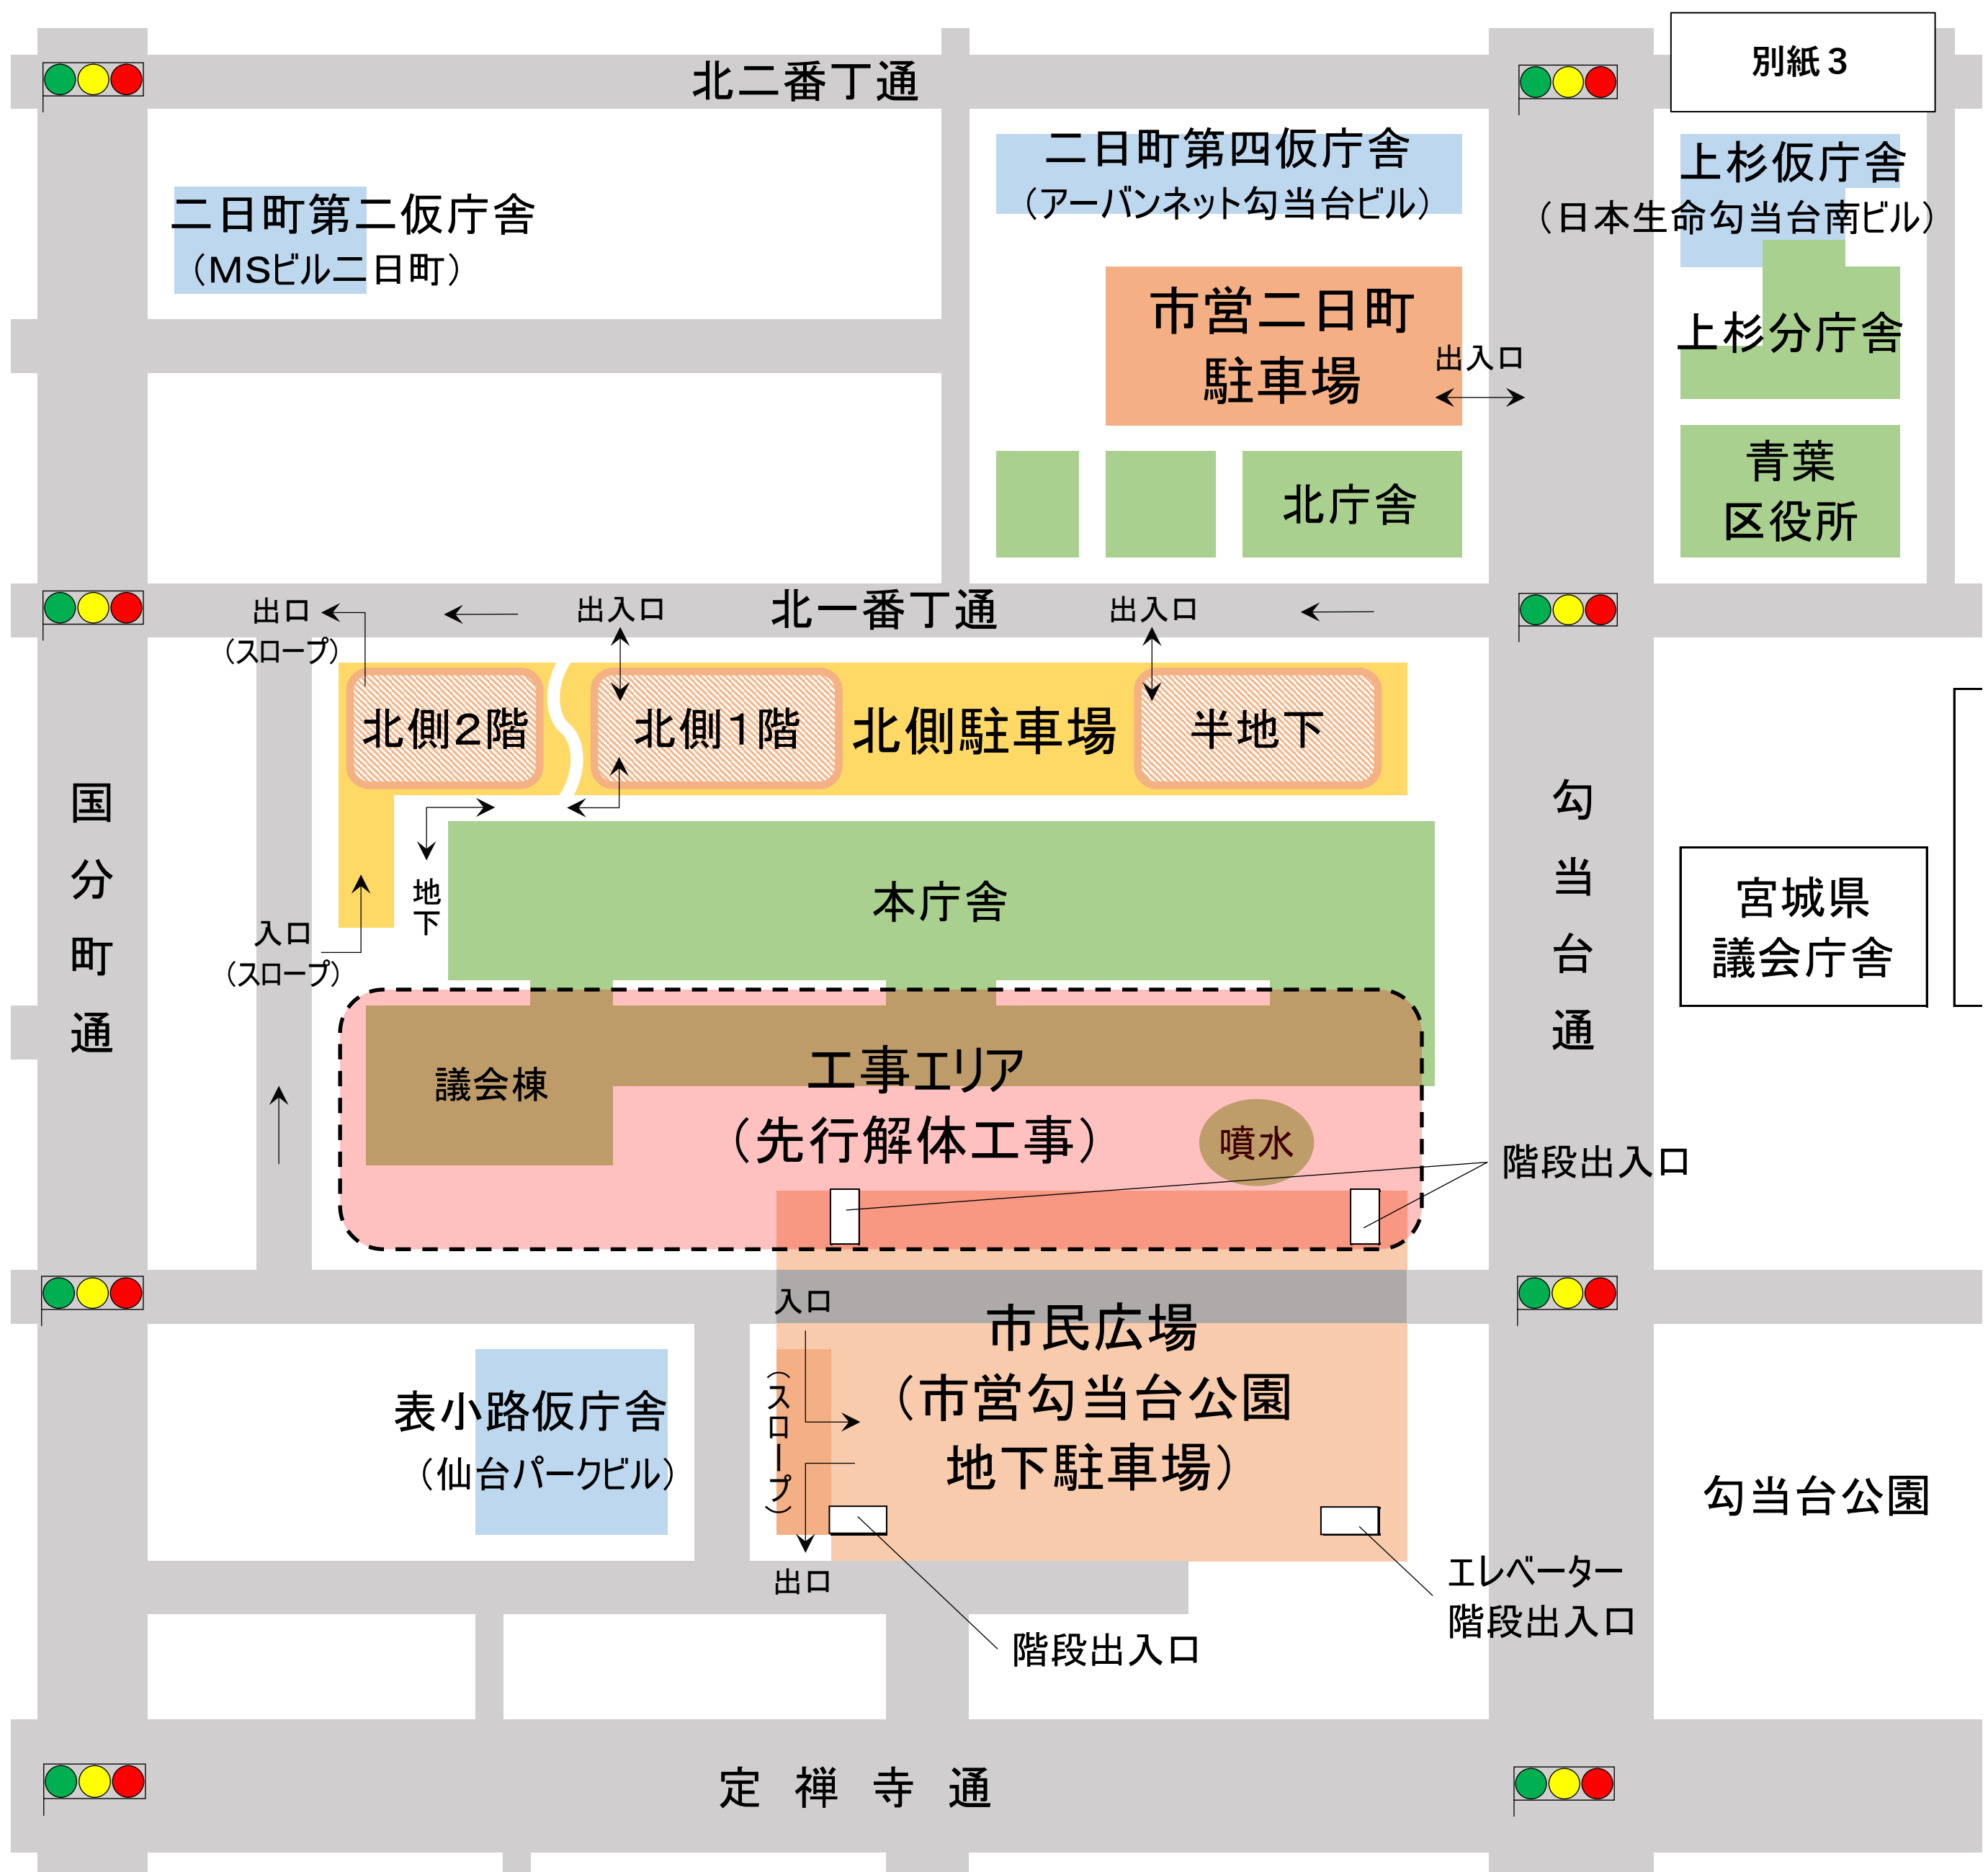 別紙3
北二番丁通
二日町第二仮庁舎
（MSビル二日町）
二日町第四仮庁舎
（アーバンネット勾当台ビル）
上杉仮庁舎
（日本生命勾当台南ビル）
市営二日町
駐車場
出入口
上杉分庁舎
北庁舎
青葉
区役所
北一番丁通
出口
（スロープ）
出入口
出入口
北側２階
北側１階
北側駐車場
半地下
国分町通
勾当台通
地下
本庁舎
宮城県
議会庁舎
入口
（スロープ）
工事エリア
（先行解体工事）
議会棟
噴水
階段出入口
入口
（スロープ）
出口
市民広場
（市営勾当台公園
地下駐車場）
表小路仮庁舎
（仙台パークビル）
勾当台公園
エレベーター
階段出入口
階段出入口
定禅寺通